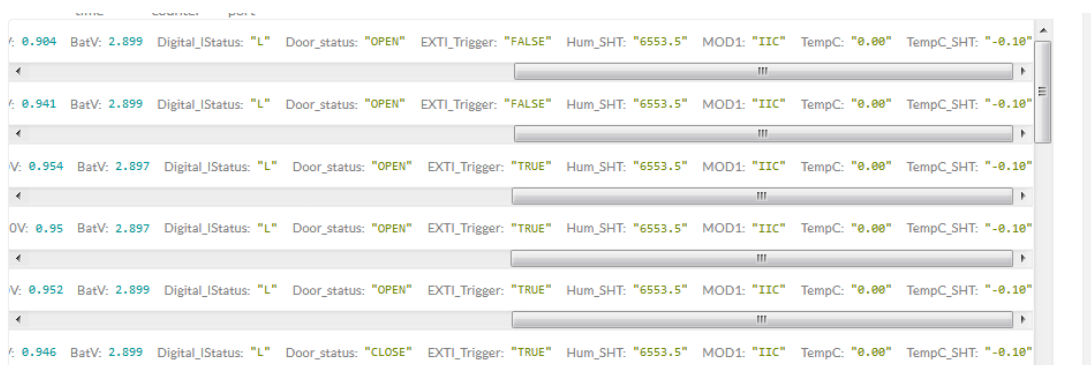 time counter port
V: 0.904 BatV: 2.899 Digital_IStatus: "L" Door_status: "OPEN" EXTI_Trigger: "FALSE" Hum_SHT: "6553.5" MOD1: "IIC" TempC: "0.00" TempC_SHT: "-0.10"
V: 0.941 BatV: 2.899 Digital_IStatus: "L" Door_status: "OPEN" EXTI_Trigger: "FALSE" Hum_SHT: "6553.5" MOD1: "IIC" TempC: "0.00" TempC_SHT: "-0.10"
V: 0.954 BatV: 2.897 Digital_IStatus: "L" Door_status: "OPEN" EXTI_Trigger: "TRUE" Hum_SHT: "6553.5" MOD1: "IIC" TempC: "0.00" TempC_SHT: "-0.10"
0V: 0.95 BatV: 2.897 Digital_IStatus: "L" Door_status: "OPEN" EXTI_Trigger: "TRUE" Hum_SHT: "6553.5" MOD1: "IIC" TempC: "0.00" TempC_SHT: "-0.10"
V: 0.952 BatV: 2.899 Digital_IStatus: "L" Door_status: "OPEN" EXTI_Trigger: "TRUE" Hum_SHT: "6553.5" MOD1: "IIC" TempC: "0.00" TempC_SHT: "-0.10"
V: 0.946 BatV: 2.899 Digital_IStatus: "L" Door_status: "CLOSE" EXTI_Trigger: "TRUE" Hum_SHT: "6553.5" MOD1: "IIC" TempC: "0.00" TempC_SHT: "-0.10"